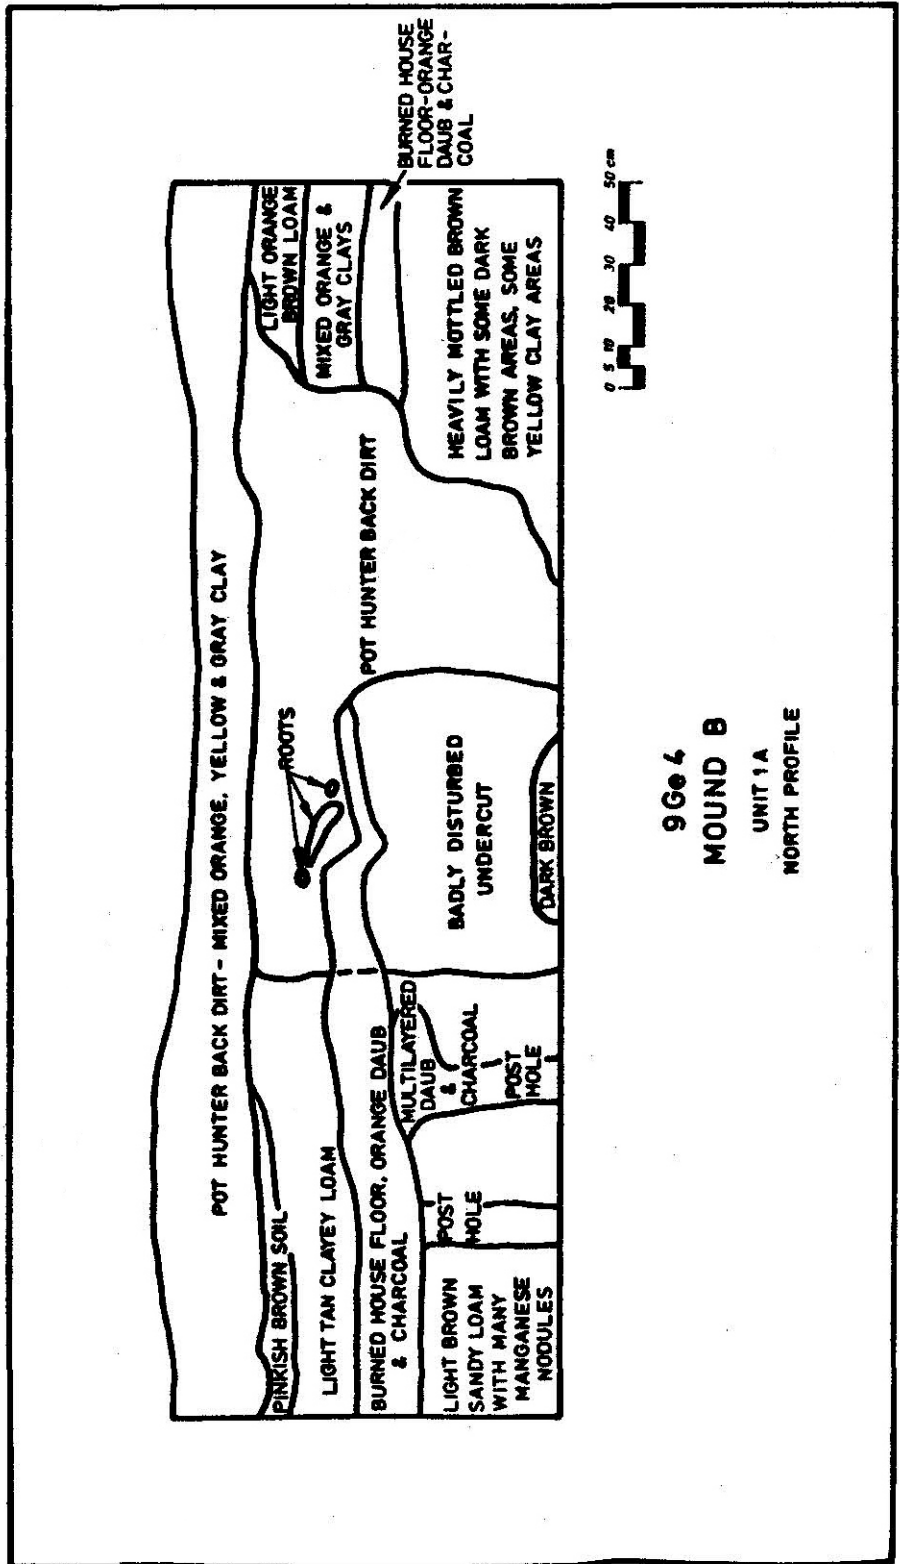 POT HUNTER BACK DIRT - MIXED ORANGE, YELLOW & GRAY CLAY
PINKISH BROWN SOIL
LIGHT TAN CLAYEY LOAM
BURNED HOUSE FLOOR, ORANGE DAUB
& CHARCOAL
LIGHT BROWN
SANDY LOAM
WITH MANY
MANGANESE
NODULES
POST
HOLE
MULTILAYERED
DAUB
&
CHARCOAL
POST
HOLE
ROOTS
BADLY DISTURBED
UNDERCUT
DARK BROWN
POT HUNTER BACK DIRT
LIGHT ORANGE
BROWN LOAM
MIXED ORANGE &
GRAY CLAYS
BURNED HOUSE
FLOOR-ORANGE
DAUB & CHAR-
COAL
HEAVILY MOTTLED BROWN
LOAM WITH SOME DARK
BROWN AREAS, SOME
YELLOW CLAY AREAS
0 5 10 20 30 40 50 cm
9Ge4
MOUND B
UNIT 1A
NORTH PROFILE